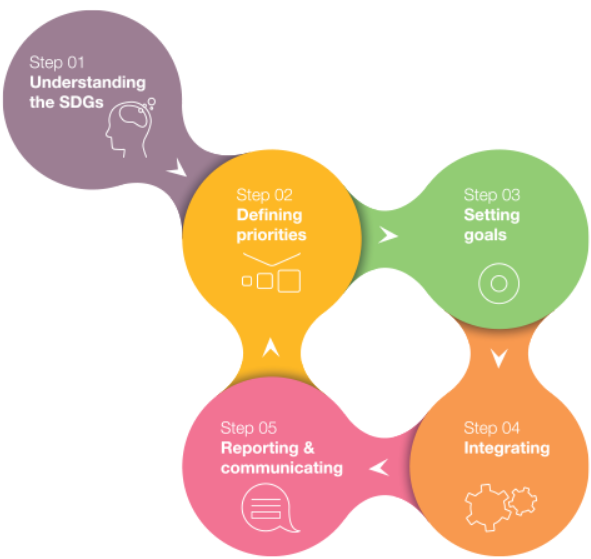 Step 01
Understanding
the SDGs
Step 02
Defining
priorities
Step 03
Setting
goals
Step 04
Integrating
Step 05
Reporting &
communicating